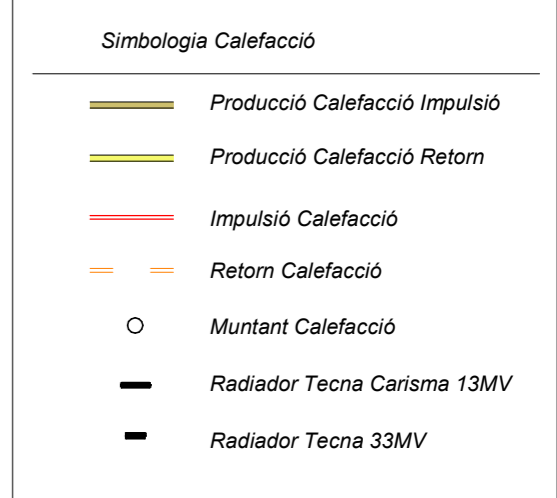 Simbologia Calefacció
Producció Calefacció Impulsió
Producció Calefacció Retorn
Impulsió Calefacció
Retorn Calefacció
Muntant Calefacció
Radiador Tecna Carisma 13MV
Radiador Tecna 33MV